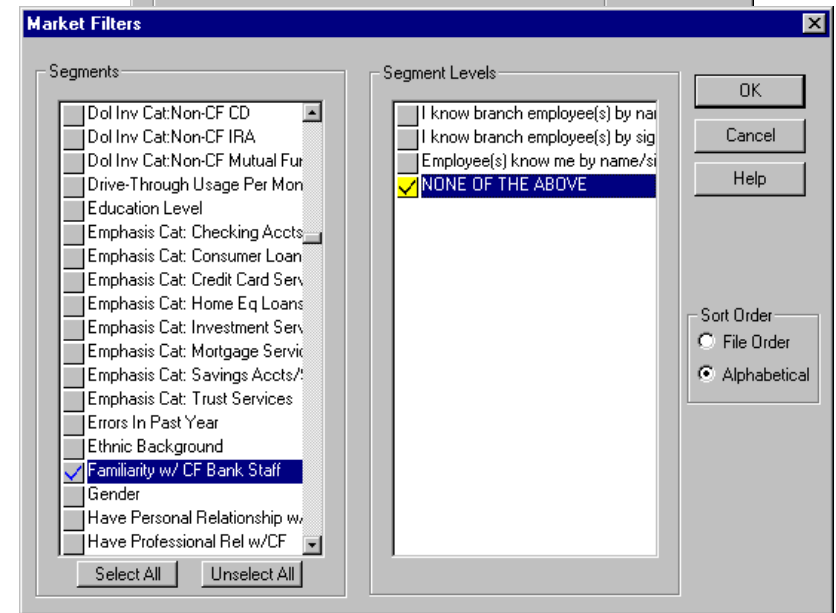 Market Filters
Segments
Dol Inv Cat:Non-CF CD
Dol Inv Cat:Non-CF IRA
Dol Inv Cat:Non-CF Mutual Fur
Drive-Through Usage Per Mon
Education Level
Emphasis Cat: Checking Accts
Emphasis Cat: Consumer Loan
Emphasis Cat: Credit Card Serv
Emphasis Cat: Home Eq Loans
Emphasis Cat: Investment Serv
Emphasis Cat: Mortgage Servic
Emphasis Cat: Savings Accts/
Emphasis Cat: Trust Services
Errors In Past Year
Ethnic Background
Familiarity w/ CF Bank Staff
Gender
Have Personal Relationship w/
Have Professional Rel w/CF
Select All
Unselect All
Segment Levels
I know branch employee(s) by nar
I know branch employee(s) by sig
Employee(s) know me by name/si
NONE OF THE ABOVE
OK
Cancel
Help
Sort Order
File Order
Alphabetical